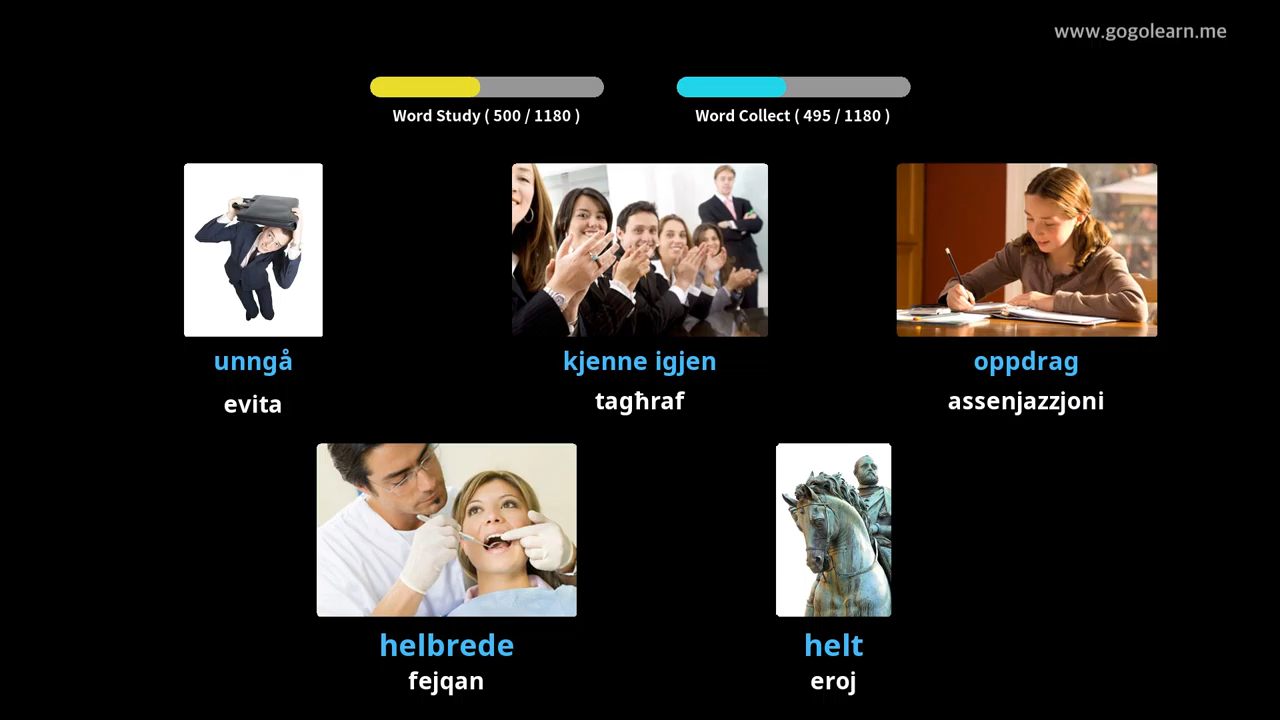 www.gogolearn.me
Word Study ( 500 / 1180 )
Word Collect ( 495 / 1180 )
unngå
kjenne igjen
oppdrag
evita
tagħraf
assenjazzjoni
helbrede
helt
fejqan
eroj